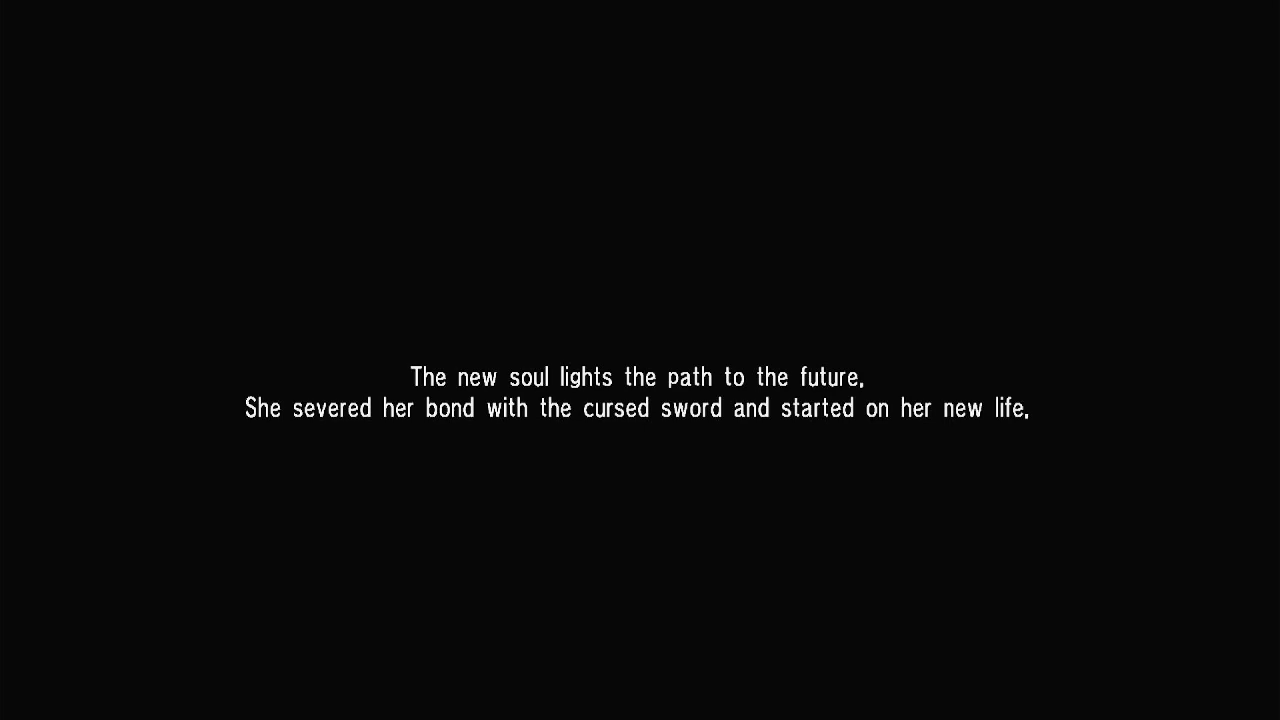 The new soul lights the path to the future.
She severed her bond with the cursed sword and started on her new life.